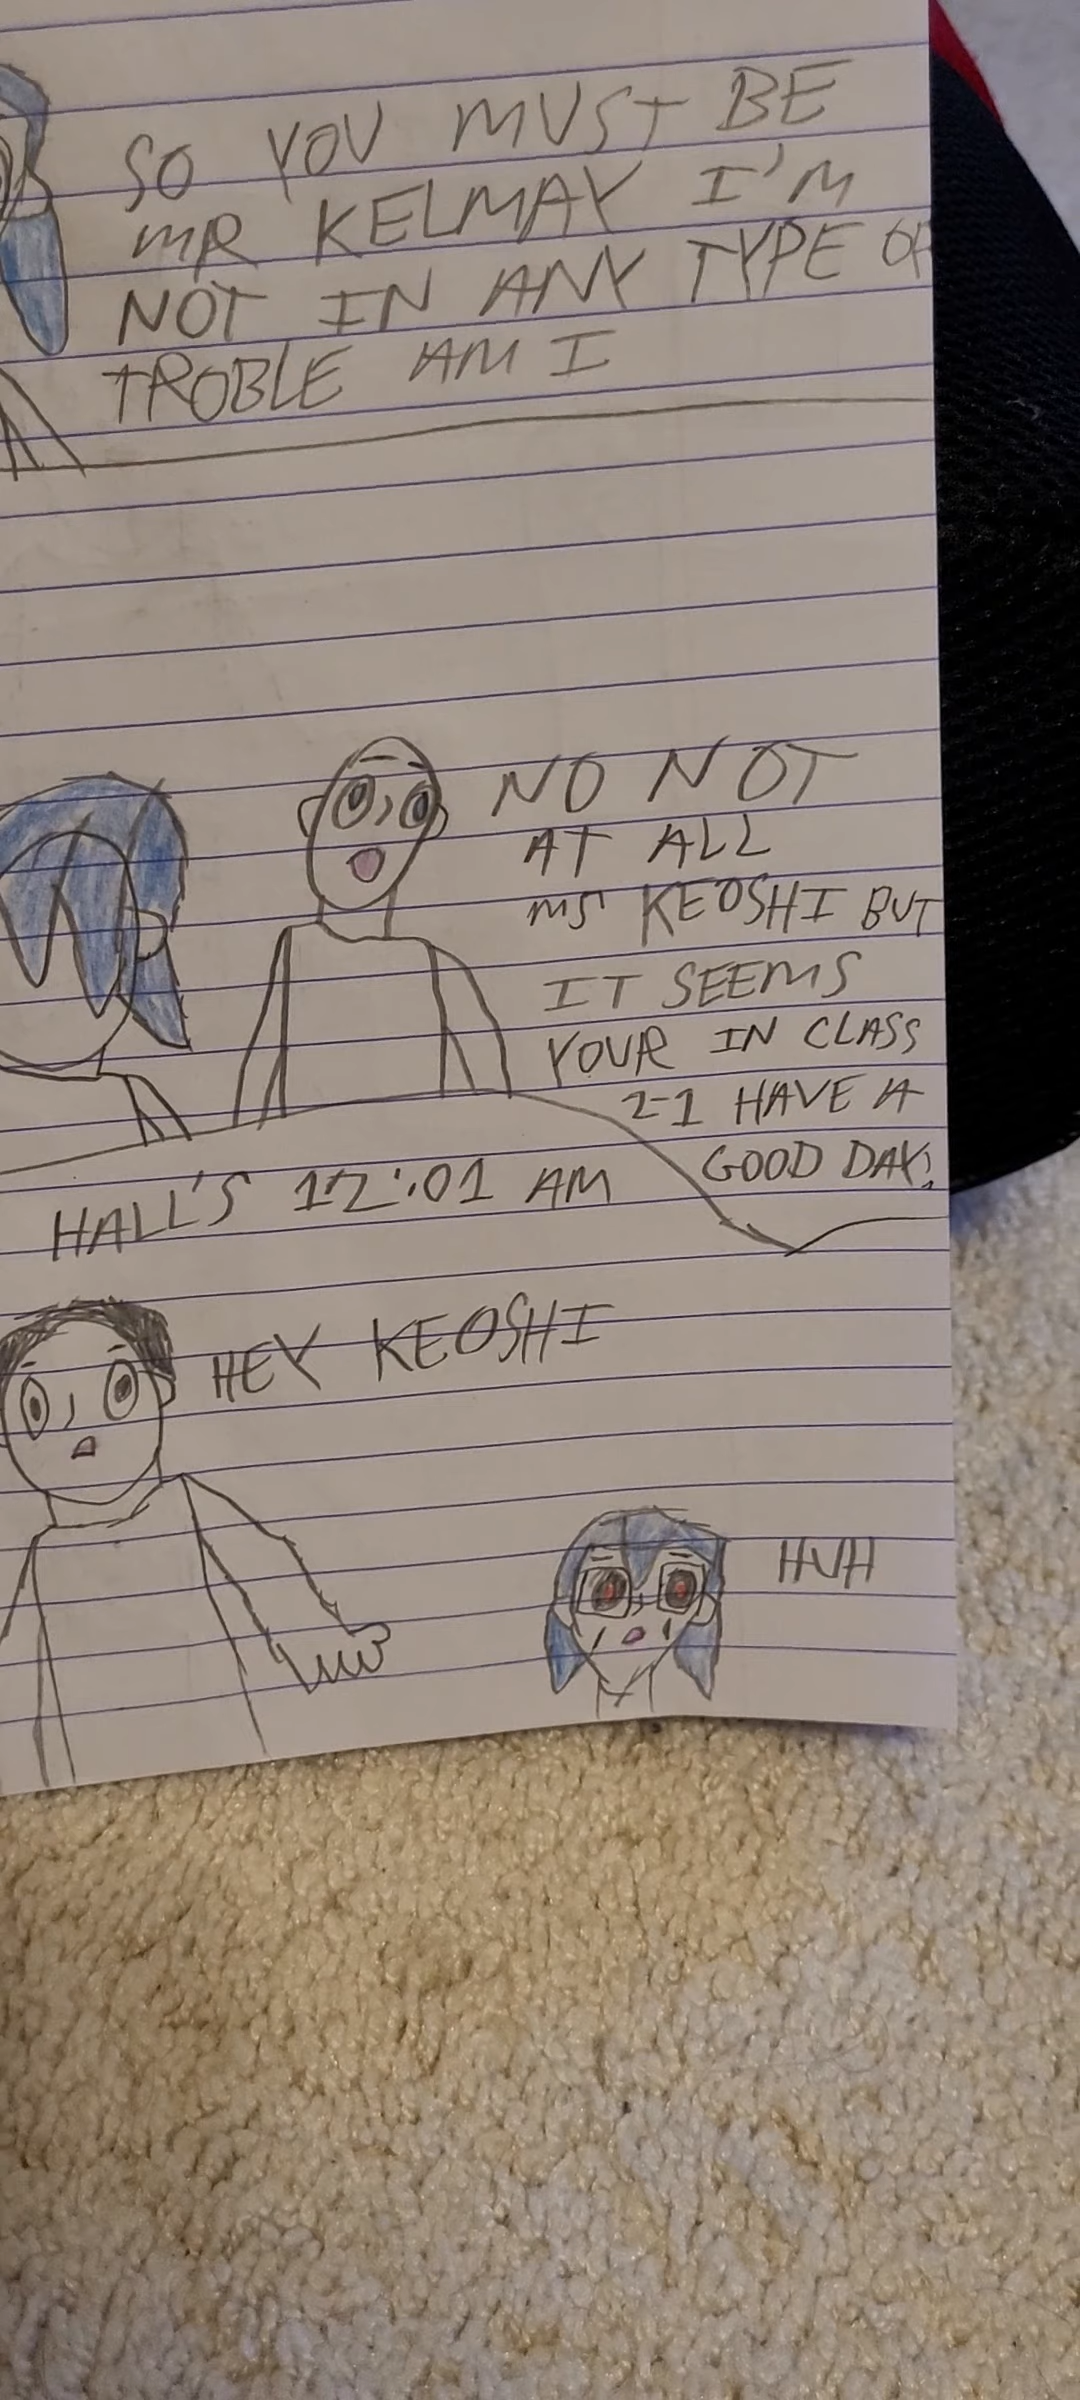 SO YOU MUST BE
MR KELMAY I'M
NOT IN ANY TYPE OF
TROBLE AM I
NO NOT
AT ALL
MS KEOSHI BUT
IT SEEMS
YOUR IN CLASS
2-1 HAVE A
GOOD DAY.
HALL'S 12:01 AM
HEY KEOSHI
HUH